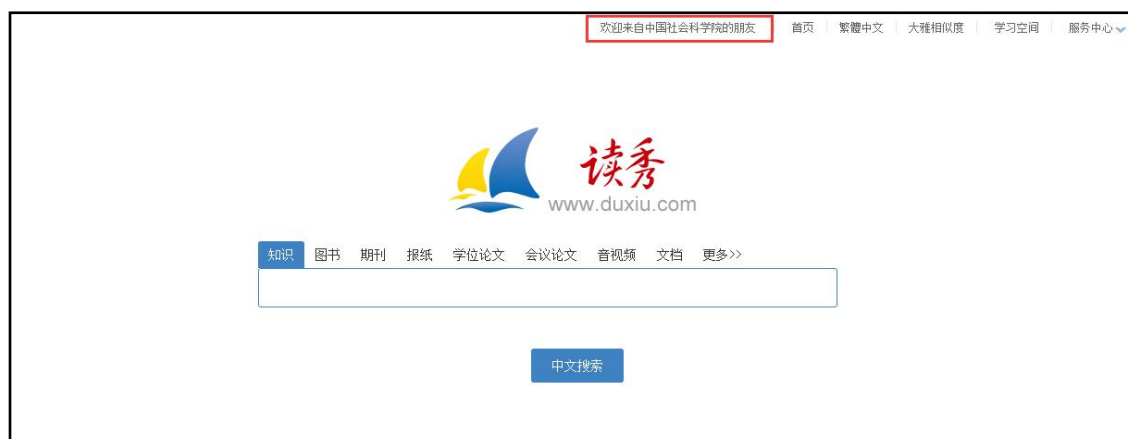 欢迎来自中国社会科学院的朋友 首页 繁體中文 大雅相似度 学习空间 服务中心
读秀
www.duxiu.com
知识 图书 期刊 报纸 学位论文 会议论文 音视频 文档 更多>>
中文搜索